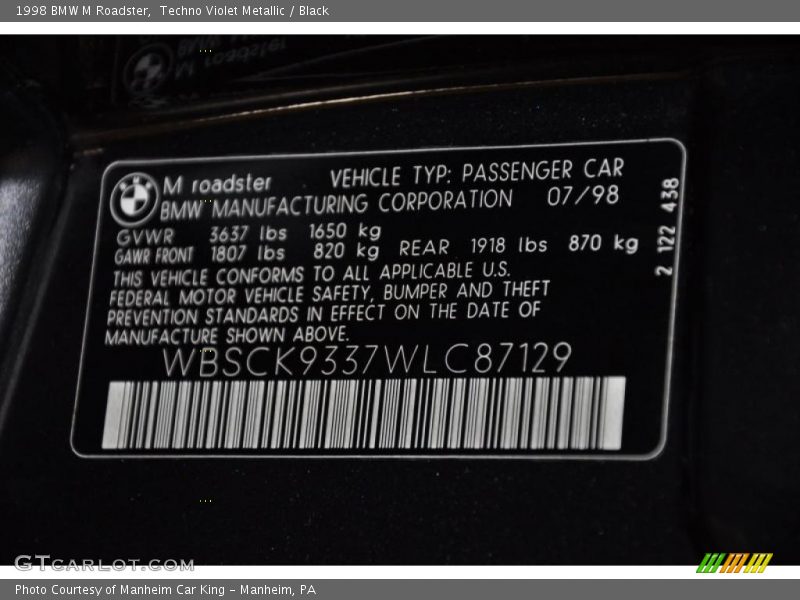 1998 BMW M Roadster,  Techno Violet Metallic / Black
M roadster VEHICLE TYP: PASSENGER CAR
BMW MANUFACTURING CORPORATION 07/98
GVWR 3637 lbs 1650 kg
GAWR FRONT 1807 lbs 820 kg REAR 1918 lbs 870 kg
THIS VEHICLE CONFORMS TO ALL APPLICABLE U.S.
FEDERAL MOTOR VEHICLE SAFETY, BUMPER AND THEFT
PREVENTION STANDARDS IN EFFECT ON THE DATE OF
MANUFACTURE SHOWN ABOVE.
WBSCK9337WLC87129
2 122 438
GTCARLOT.COM
Photo Courtesy of Manheim Car King - Manheim, PA